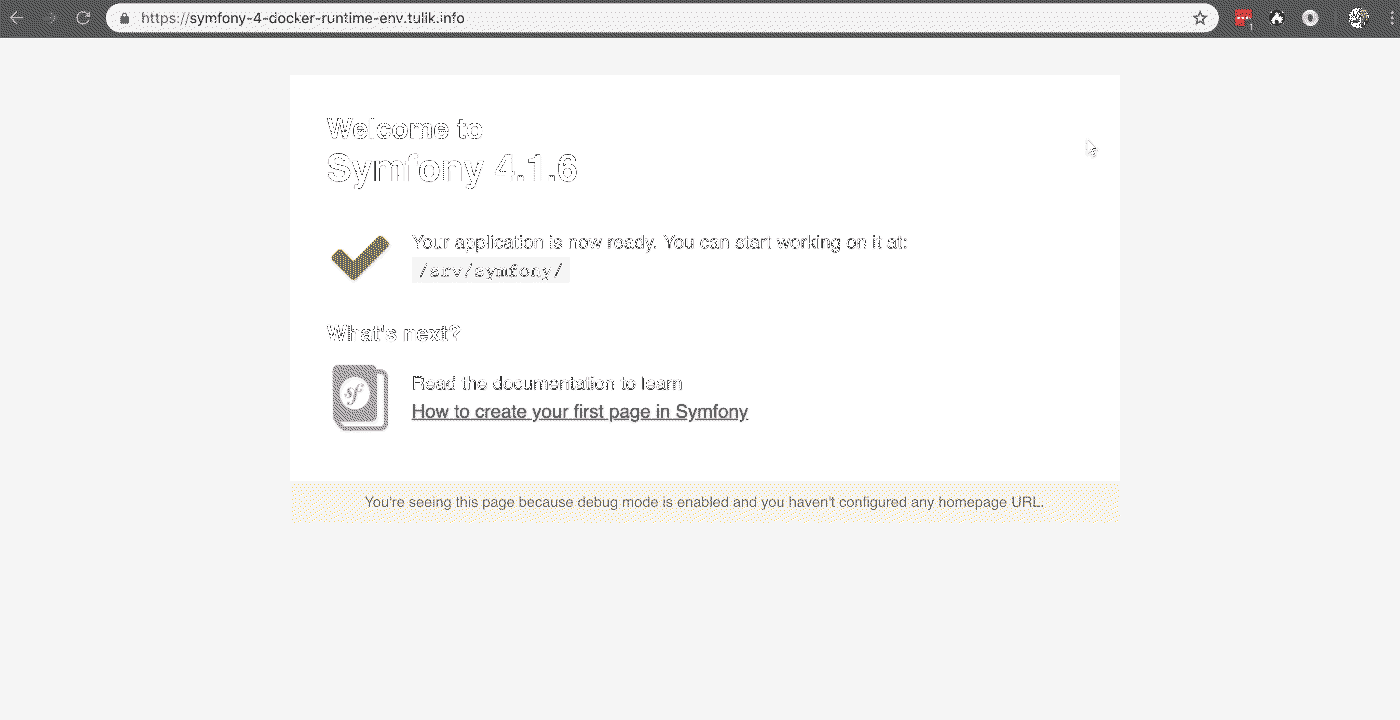 https://symfony-4-docker-runtime-env.tulik.info
1
Welcome to
Symfony 4.1.6
Your application is now ready. You can start working on it at:
/srv/symfony/
What's next?
sf
Read the documentation to learn
How to create your first page in Symfony
You're seeing this page because debug mode is enabled and you haven't configured any homepage URL.